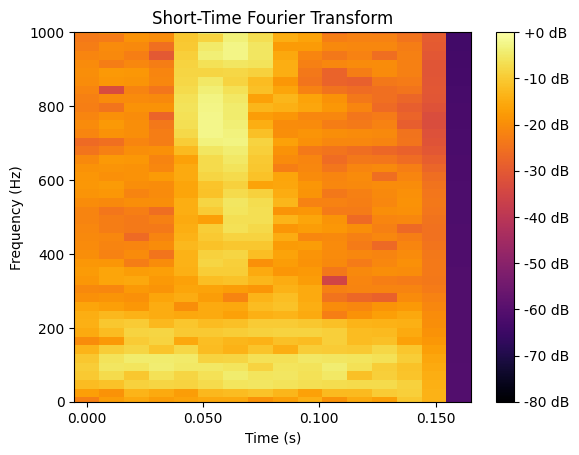 Short-Time Fourier Transform
1000
800
600
400
200
0
Frequency (Hz)
0.000
0.050
0.100
0.150
Time (s)
+0 dB
-10 dB
-20 dB
-30 dB
-40 dB
-50 dB
-60 dB
-70 dB
-80 dB